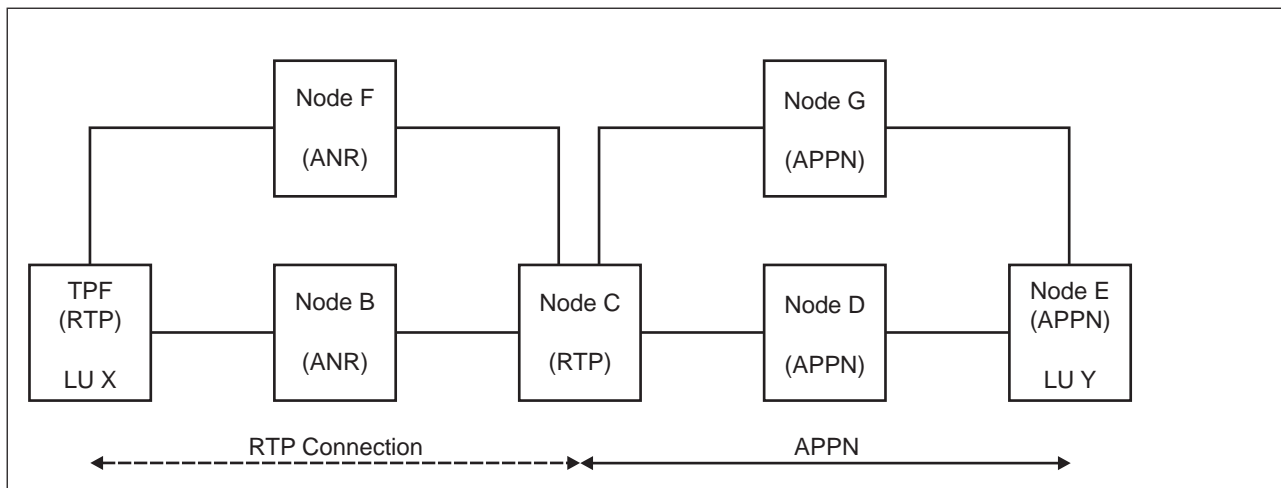 Node F
(ANR)
Node G
(APPN)
TPF
(RTP)
LU X
Node B
(ANR)
Node C
(RTP)
Node D
(APPN)
Node E
(APPN)
LU Y
RTP Connection
APPN